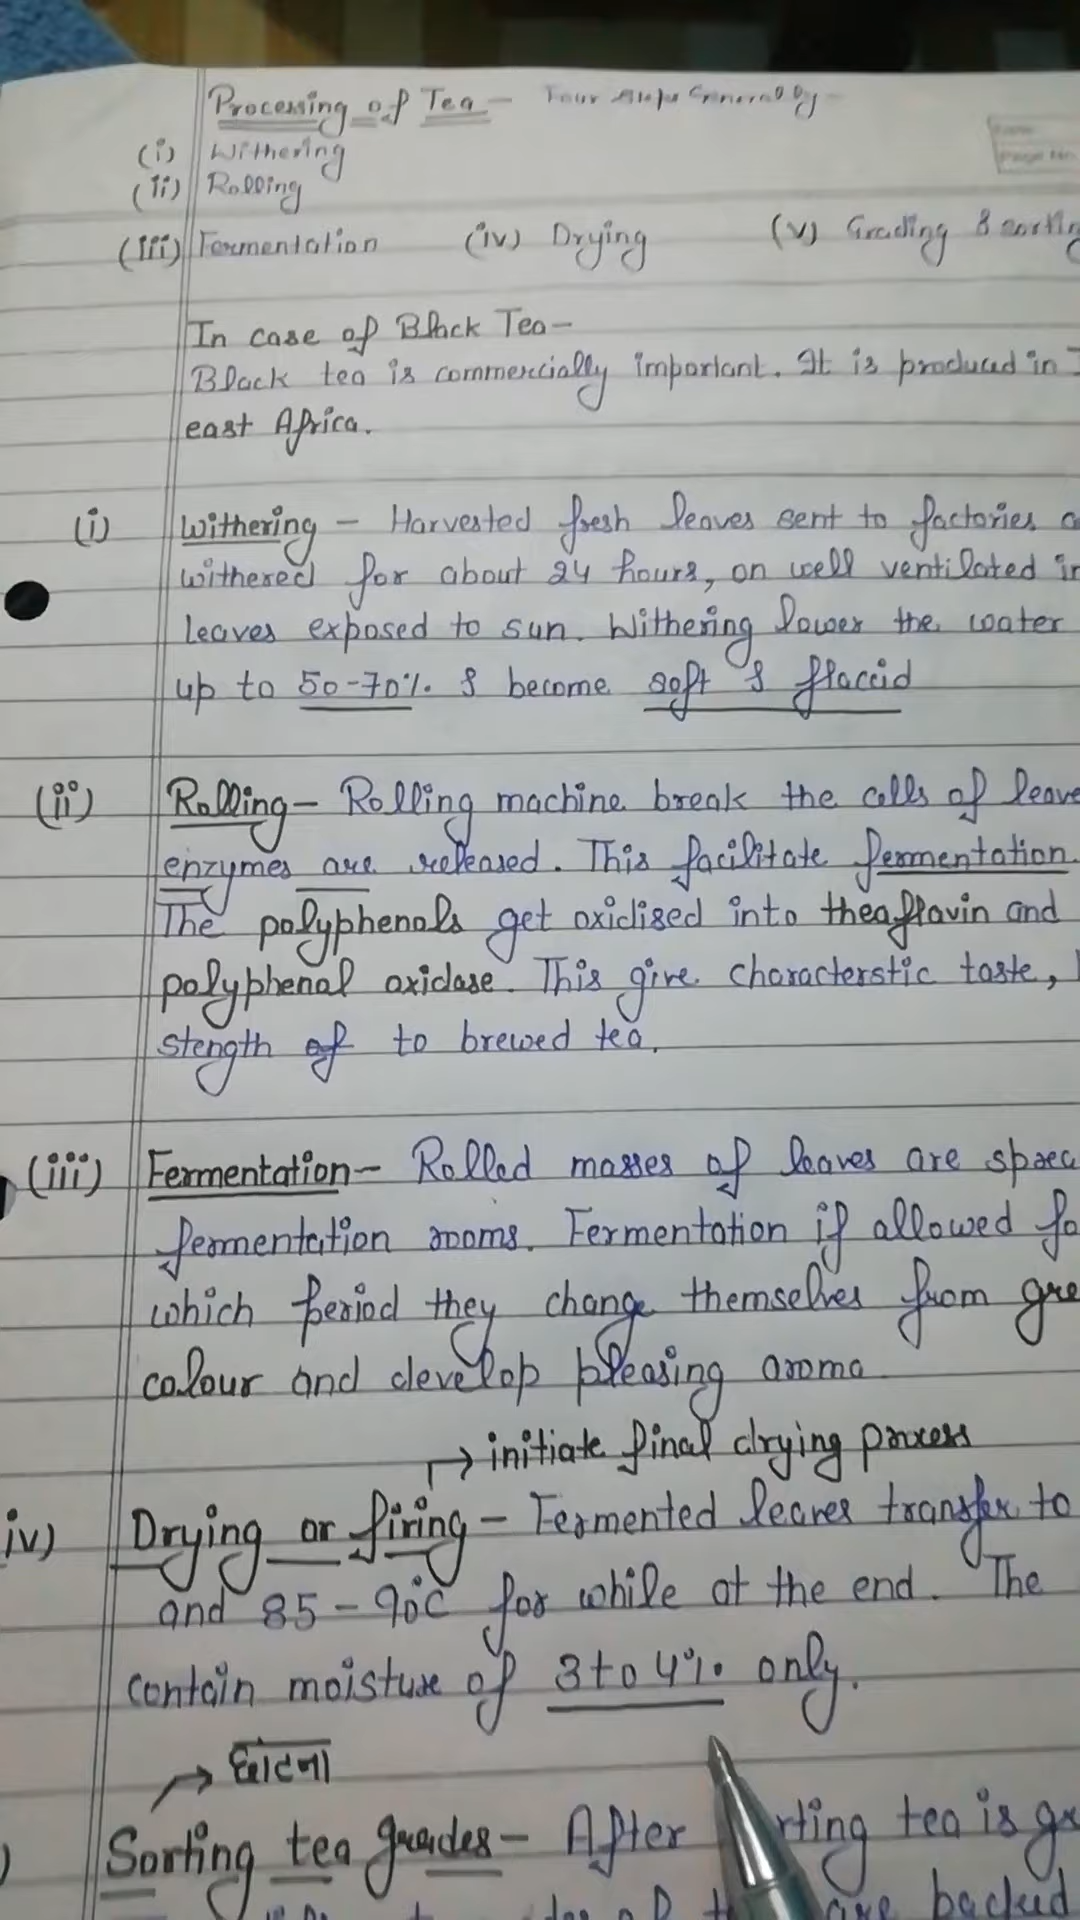 Processing of Tea - Four steps Generally -
(i) Withering
(ii) Rolling
(iii) Fermentation (iv) Drying (v) Grading &
In case of Black Tea-
Black tea is commercially important. It is produced in
east Africa.
(i) Withering - Harvested fresh leaves sent to factories
withered for about 24 hours, on well ventilated
leaves exposed to sun. Withering lower the water
up to 50-70% & become soft & flaccid
(ii) Rolling - Rolling machine break the cells of
enzymes are released. This facilitate fermentation.
The polyphenols get oxidised into theaflavin and
polyphenol oxidase. This give characterstic taste,
stength of to brewed tea.
(iii) Fermentation - Rolled masses of leaves are
fermentation rooms. Fermentation if allowed
which period they change themselves from
colour and develop pleasing aroma
→ initiate final drying process
iv) Drying or firing - Fermented leaves transfer to
and 85-90°C for while at the end. The
contain moisture of 3 to 4% only.
→ छांटना
) Sorting tea grades - After tea is